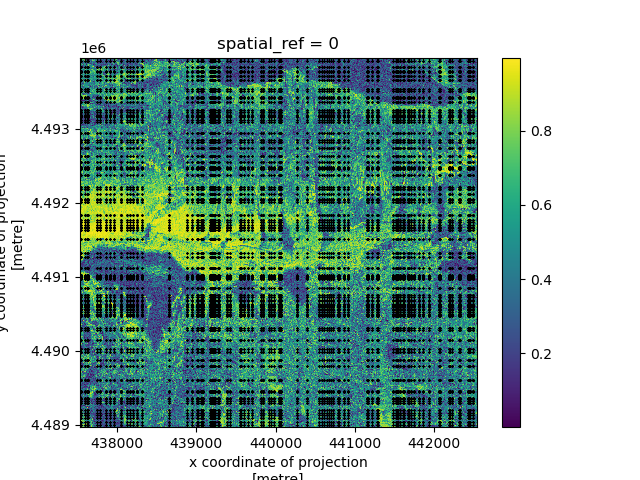 spatial_ref = 0
1e6
4.493
4.492
4.491
4.490
4.489
y coordinate of projection
[metre]
438000 439000 440000 441000 442000
x coordinate of projection
[metre]
0.8
0.6
0.4
0.2